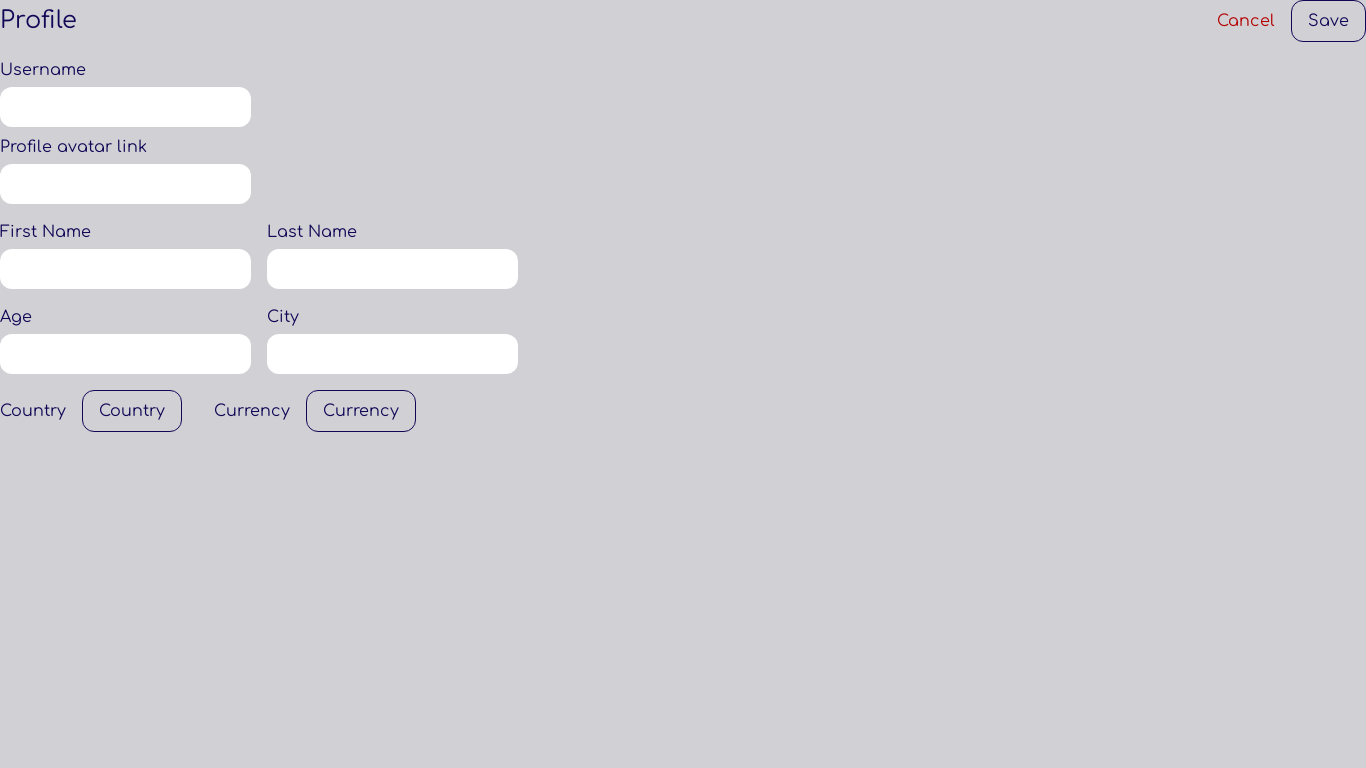 Profile Cancel Save
Username
Profile avatar link
First Name Last Name
Age City
Country Country Currency Currency